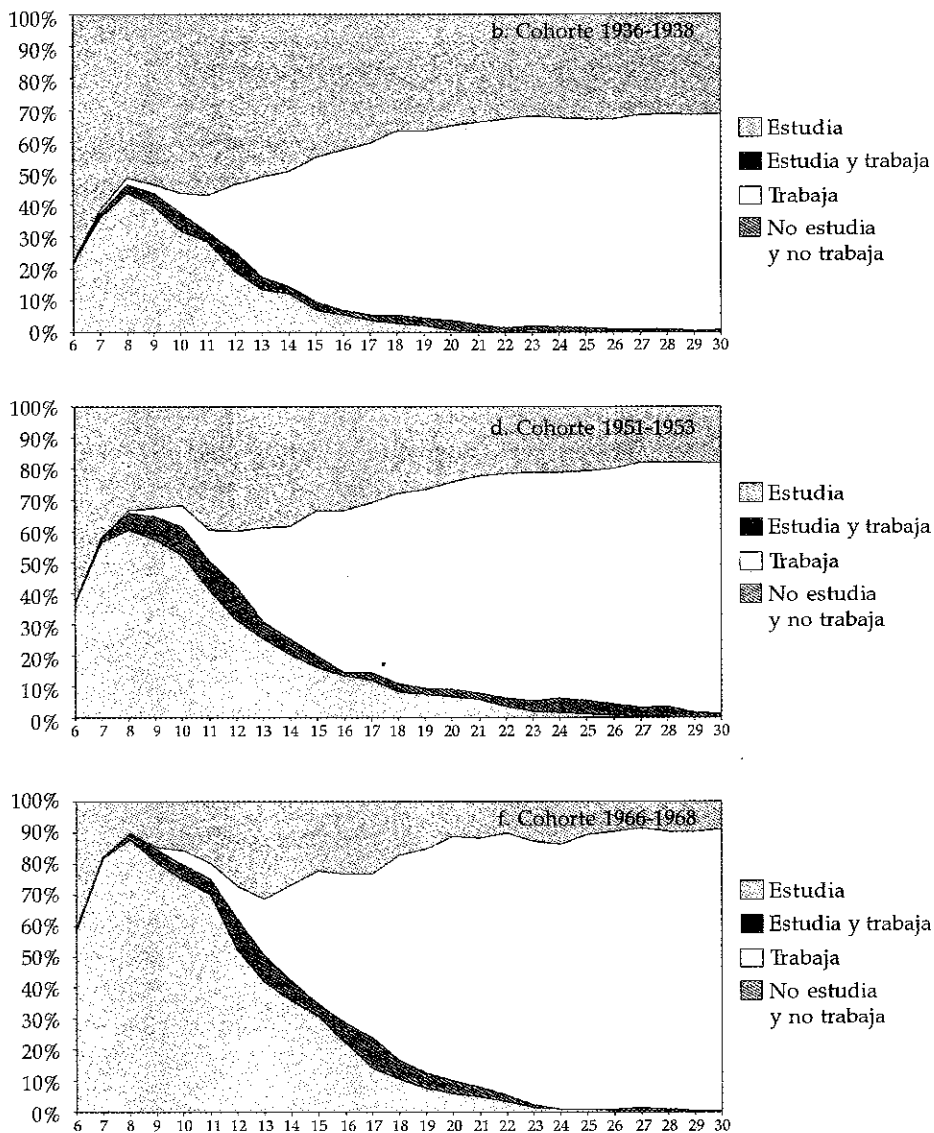 b. Cohorte 1936-1938
100%
90%
80%
70%
60%
50%
40%
30%
20%
10%
0%
6 7 8 9 10 11 12 13 14 15 16 17 18 19 20 21 22 23 24 25 26 27 28 29 30
Estudia
Estudia y trabaja
Trabaja
No estudia
y no trabaja
d. Cohorte 1951-1953
100%
90%
80%
70%
60%
50%
40%
30%
20%
10%
0%
6 7 8 9 10 11 12 13 14 15 16 17 18 19 20 21 22 23 24 25 26 27 28 29 30
Estudia
Estudia y trabaja
Trabaja
No estudia
y no trabaja
f. Cohorte 1966-1968
100%
90%
80%
70%
60%
50%
40%
30%
20%
10%
0%
6 7 8 9 10 11 12 13 14 15 16 17 18 19 20 21 22 23 24 25 26 27 28 29 30
Estudia
Estudia y trabaja
Trabaja
No estudia
y no trabaja